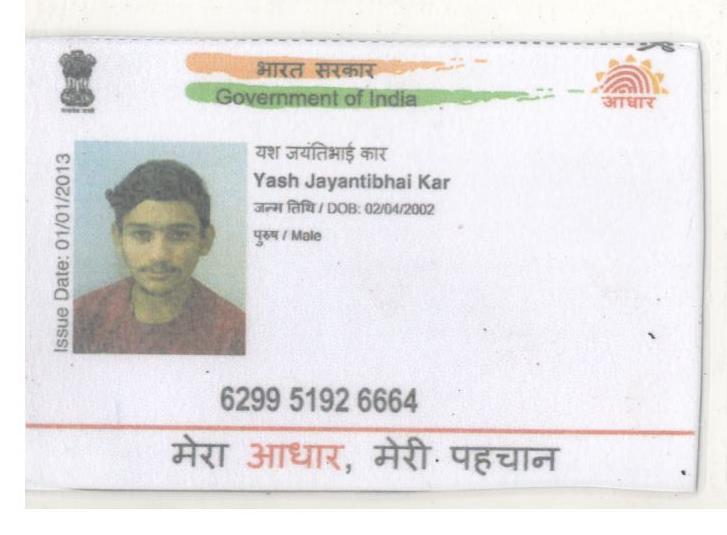 भारत सरकार
Government of India
आधार
Issue Date: 01/01/2013
यश जयंतिभाई कार
Yash Jayantibhai Kar
जन्म तिथि / DOB: 02/04/2002
पुरुष / Male
6299 5192 6664
मेरा आधार, मेरी पहचान